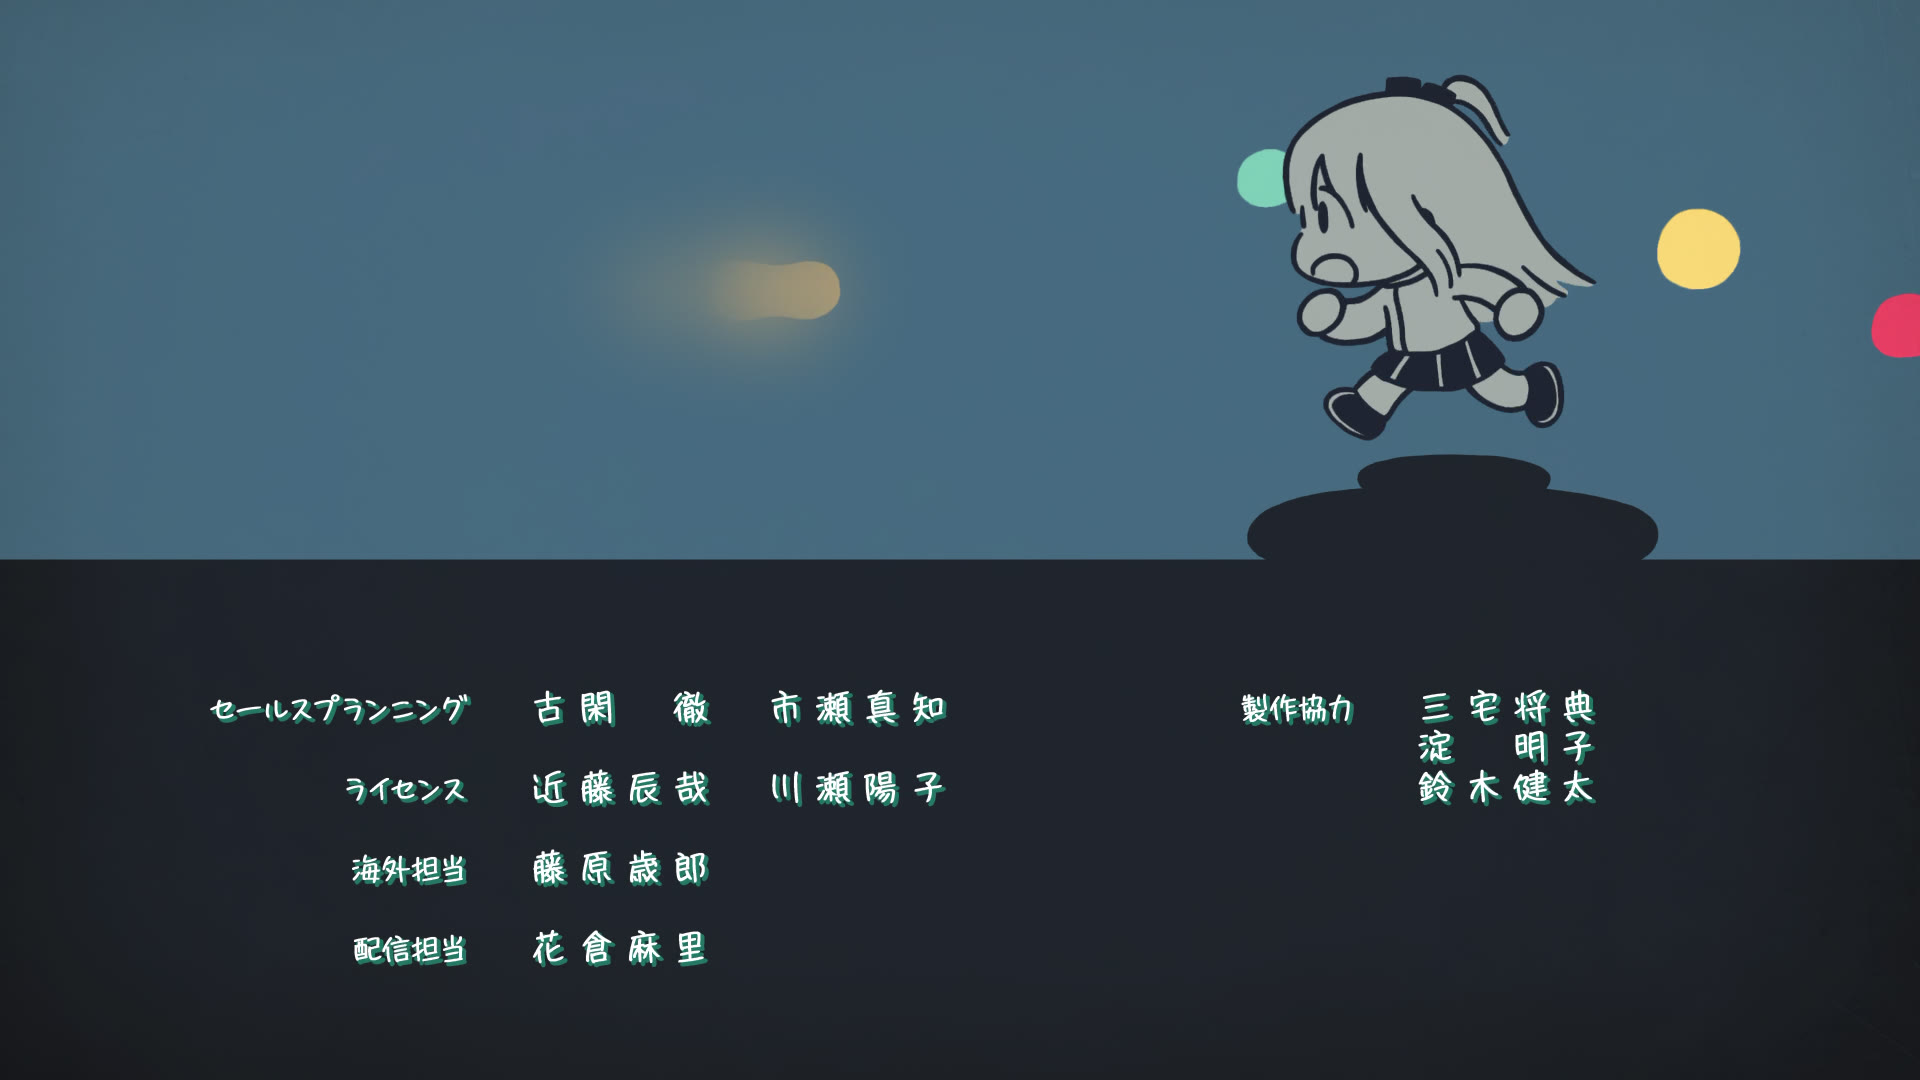 セールスプランニング 古閑 徹 市瀬真知
ライセンス 近藤辰哉 川瀬陽子
海外担当 藤原歳郎
配信担当 花倉麻里
製作協力 三宅将典
淀 明子
鈴木健太